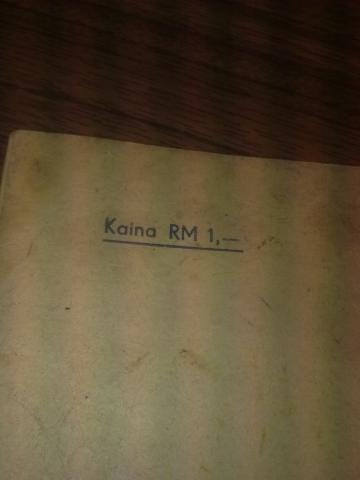 Kaina RM 1,—